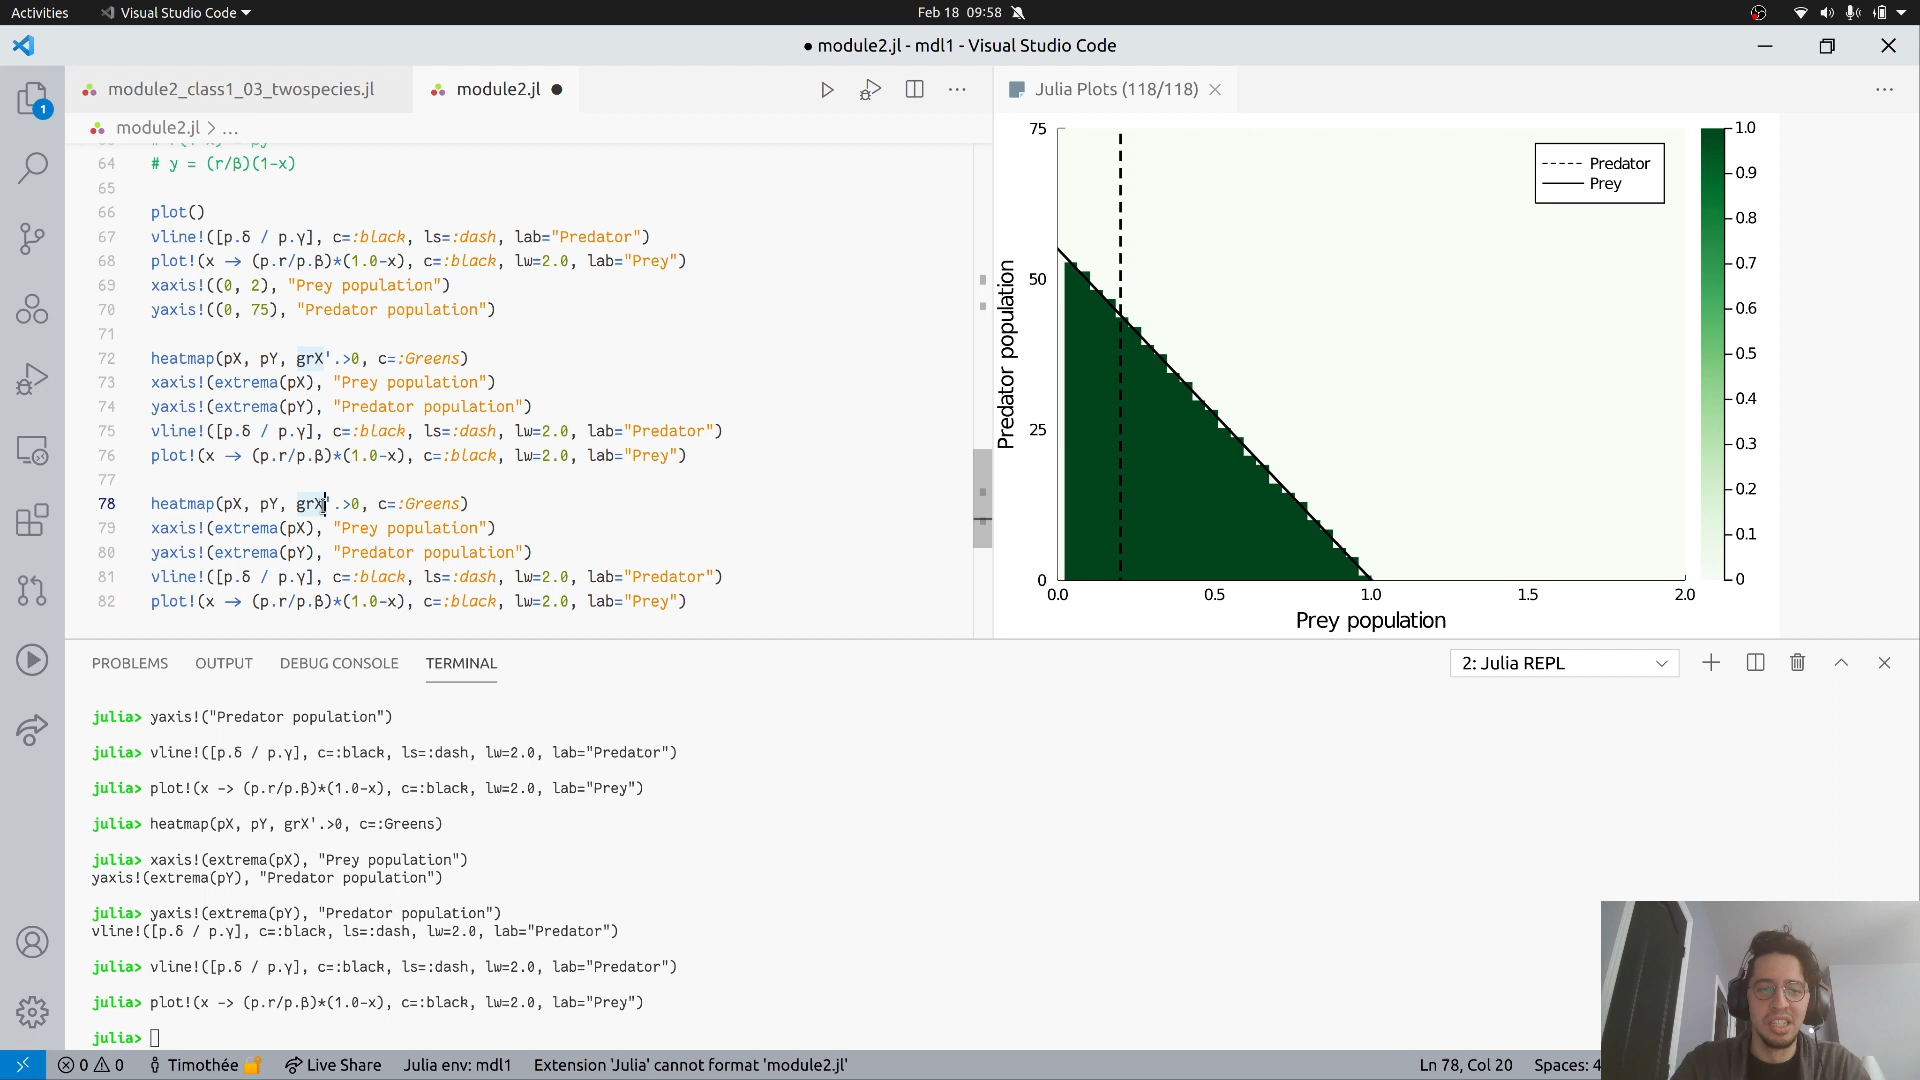 Activities
Visual Studio Code
Feb 18 09:58
● module2.jl - mdl1 - Visual Studio Code
module2_class1_03_twospecies.jl
module2.jl
Julia Plots (118/118)
module2.jl > ...
64 # y = (r/β)(1-x)
65
66 plot()
67 vline!([p.δ / p.γ], c=:black, ls=:dash, lab="Predator")
68 plot!(x -> (p.r/p.β)*(1.0-x), c=:black, lw=2.0, lab="Prey")
69 xaxis!((0, 2), "Prey population")
70 yaxis!((0, 75), "Predator population")
71
72 heatmap(pX, pY, grX'.>0, c=:Greens)
73 xaxis!(extrema(pX), "Prey population")
74 yaxis!(extrema(pY), "Predator population")
75 vline!([p.δ / p.γ], c=:black, ls=:dash, lw=2.0, lab="Predator")
76 plot!(x -> (p.r/p.β)*(1.0-x), c=:black, lw=2.0, lab="Prey")
77
78 heatmap(pX, pY, grX'.>0, c=:Greens)
79 xaxis!(extrema(pX), "Prey population")
80 yaxis!(extrema(pY), "Predator population")
81 vline!([p.δ / p.γ], c=:black, ls=:dash, lw=2.0, lab="Predator")
82 plot!(x -> (p.r/p.β)*(1.0-x), c=:black, lw=2.0, lab="Prey")
1
75
50
25
0
Predator population
0.0 0.5 1.0 1.5 2.0
Prey population
Predator
Prey
1.0
0.9
0.8
0.7
0.6
0.5
0.4
0.3
0.2
0.1
0
PROBLEMS OUTPUT DEBUG CONSOLE TERMINAL
2: Julia REPL
julia> yaxis!("Predator population")
julia> vline!([p.δ / p.γ], c=:black, ls=:dash, lw=2.0, lab="Predator")
julia> plot!(x -> (p.r/p.β)*(1.0-x), c=:black, lw=2.0, lab="Prey")
julia> heatmap(pX, pY, grX'.>0, c=:Greens)
julia> xaxis!(extrema(pX), "Prey population")
yaxis!(extrema(pY), "Predator population")
julia> yaxis!(extrema(pY), "Predator population")
vline!([p.δ / p.γ], c=:black, ls=:dash, lw=2.0, lab="Predator")
julia> vline!([p.δ / p.γ], c=:black, ls=:dash, lw=2.0, lab="Predator")
julia> plot!(x -> (p.r/p.β)*(1.0-x), c=:black, lw=2.0, lab="Prey")
julia>
0 0 Timothée Live Share Julia env: mdl1 Extension 'Julia' cannot format 'module2.jl' Ln 78, Col 20 Spaces: 4